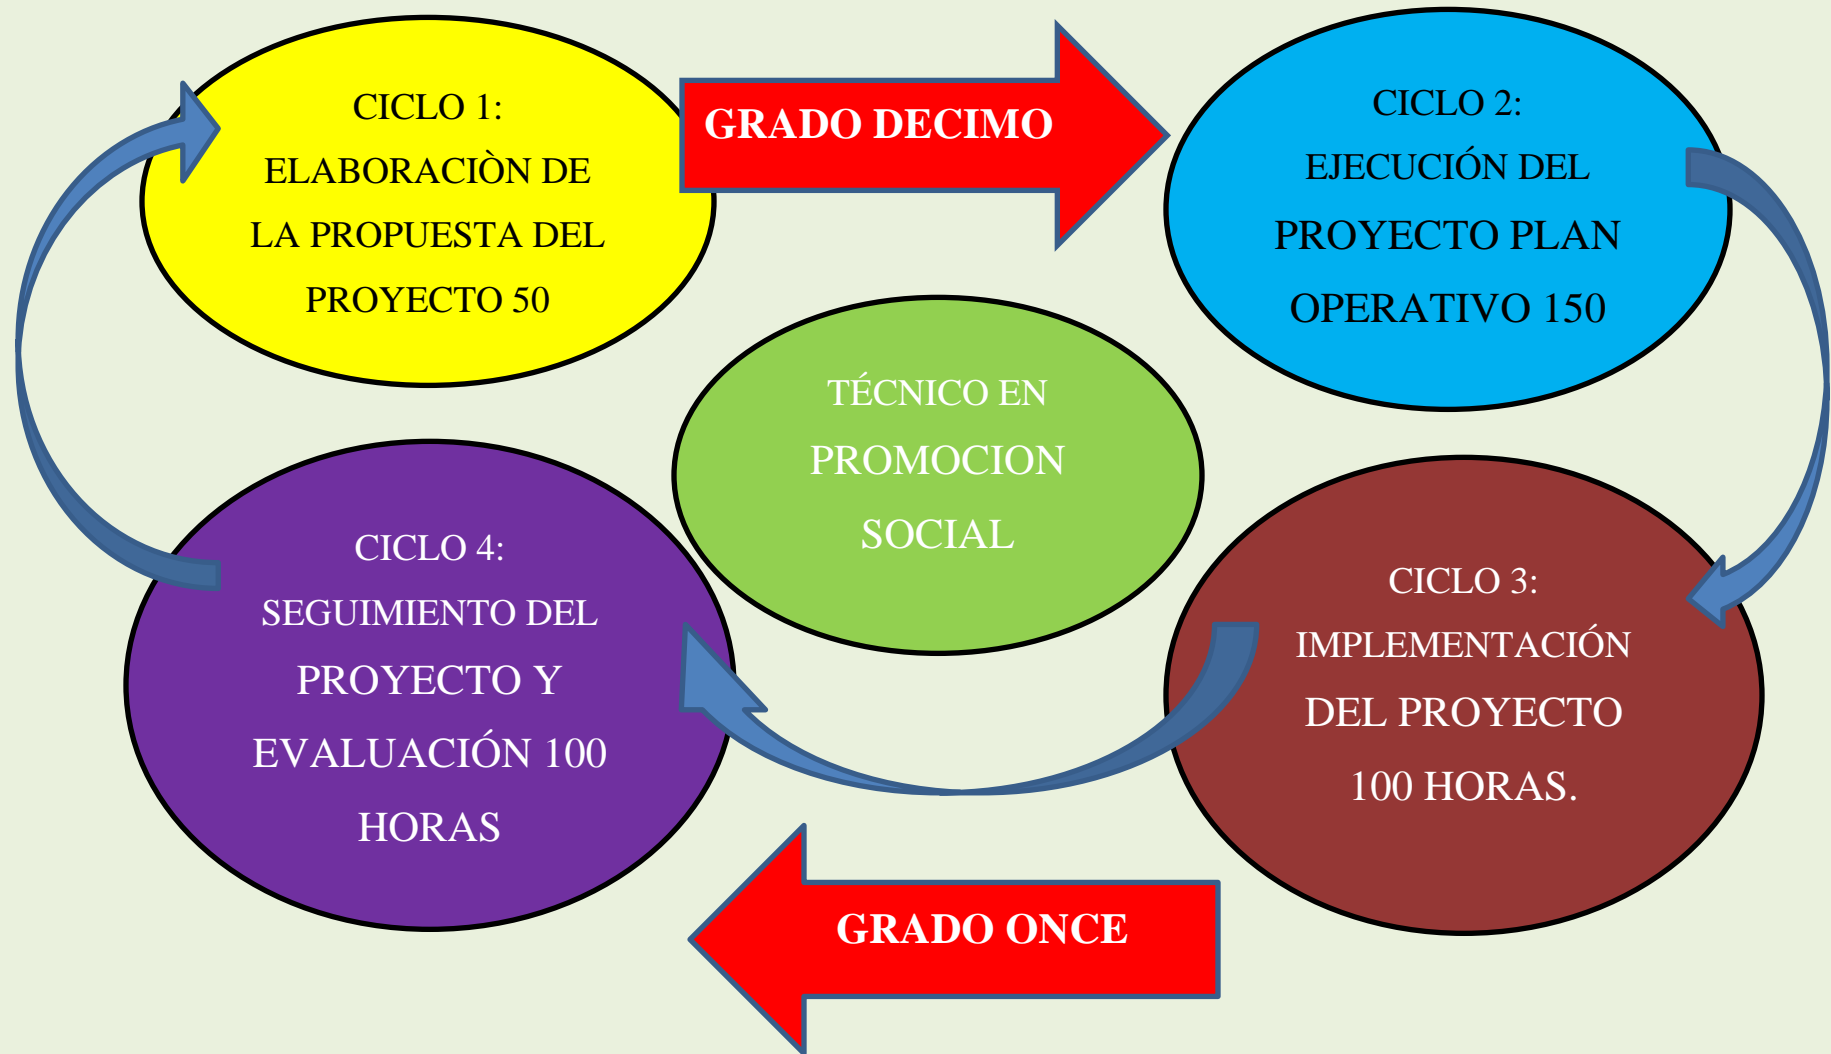 CICLO 1:
ELABORACIÒN DE
LA PROPUESTA DEL
PROYECTO 50
GRADO DECIMO
CICLO 2:
EJECUCIÓN DEL
PROYECTO PLAN
OPERATIVO 150
TÉCNICO EN
PROMOCION
SOCIAL
CICLO 3:
IMPLEMENTACIÓN
DEL PROYECTO
100 HORAS.
CICLO 4:
SEGUIMIENTO DEL
PROYECTO Y
EVALUACIÓN 100
HORAS
GRADO ONCE